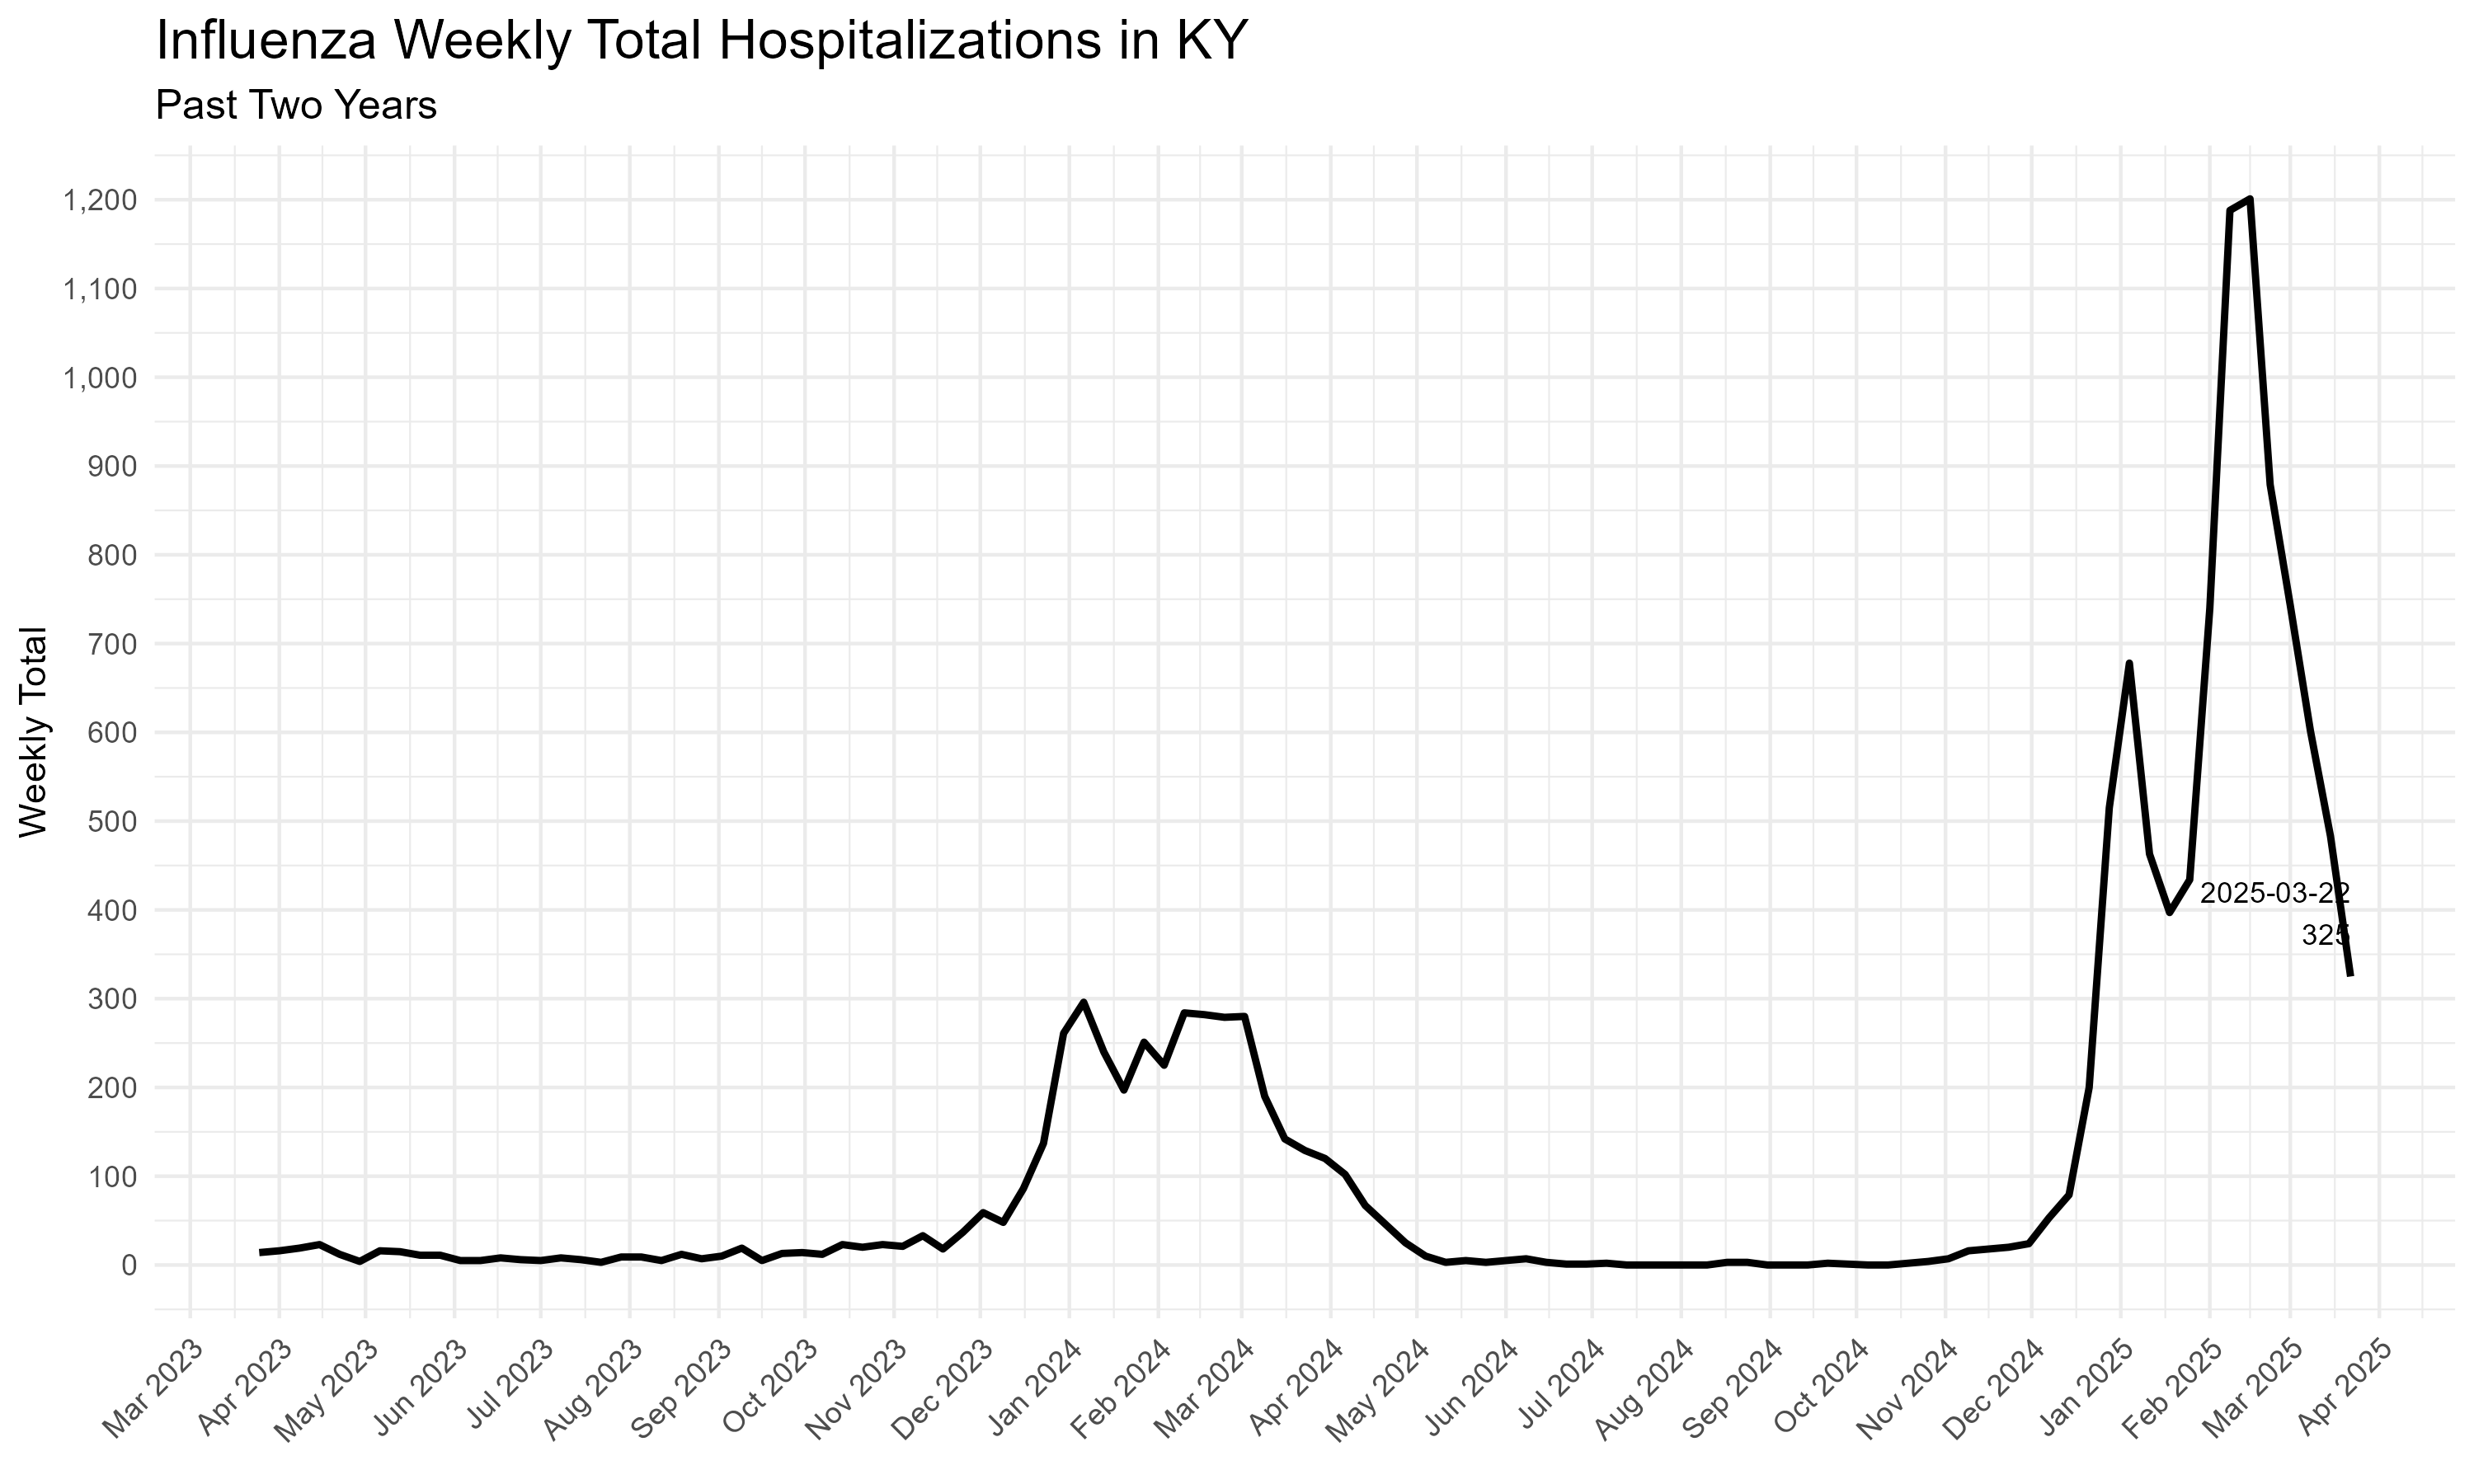 Influenza Weekly Total Hospitalizations in KY
Past Two Years
Weekly Total
1,200
1,100
1,000
900
800
700
600
500
400
300
200
100
0
2025-03-22
325
Mar 2023
Apr 2023
May 2023
Jun 2023
Jul 2023
Aug 2023
Sep 2023
Oct 2023
Nov 2023
Dec 2023
Jan 2024
Feb 2024
Mar 2024
Apr 2024
May 2024
Jun 2024
Jul 2024
Aug 2024
Sep 2024
Oct 2024
Nov 2024
Dec 2024
Jan 2025
Feb 2025
Mar 2025
Apr 2025